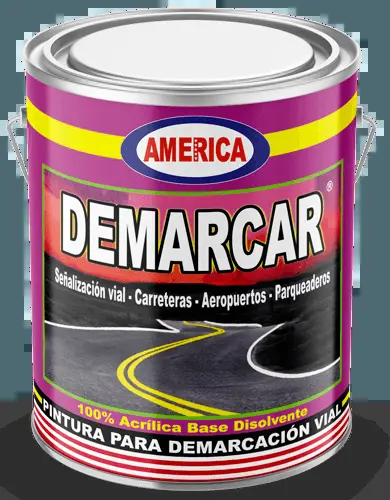 AMERICA
DEMARCAR®
Señalización vial - Carreteras - Aeropuertos - Parqueaderos
100% Acrílica Base Disolvente
PINTURA PARA DEMARCACIÓN VIAL